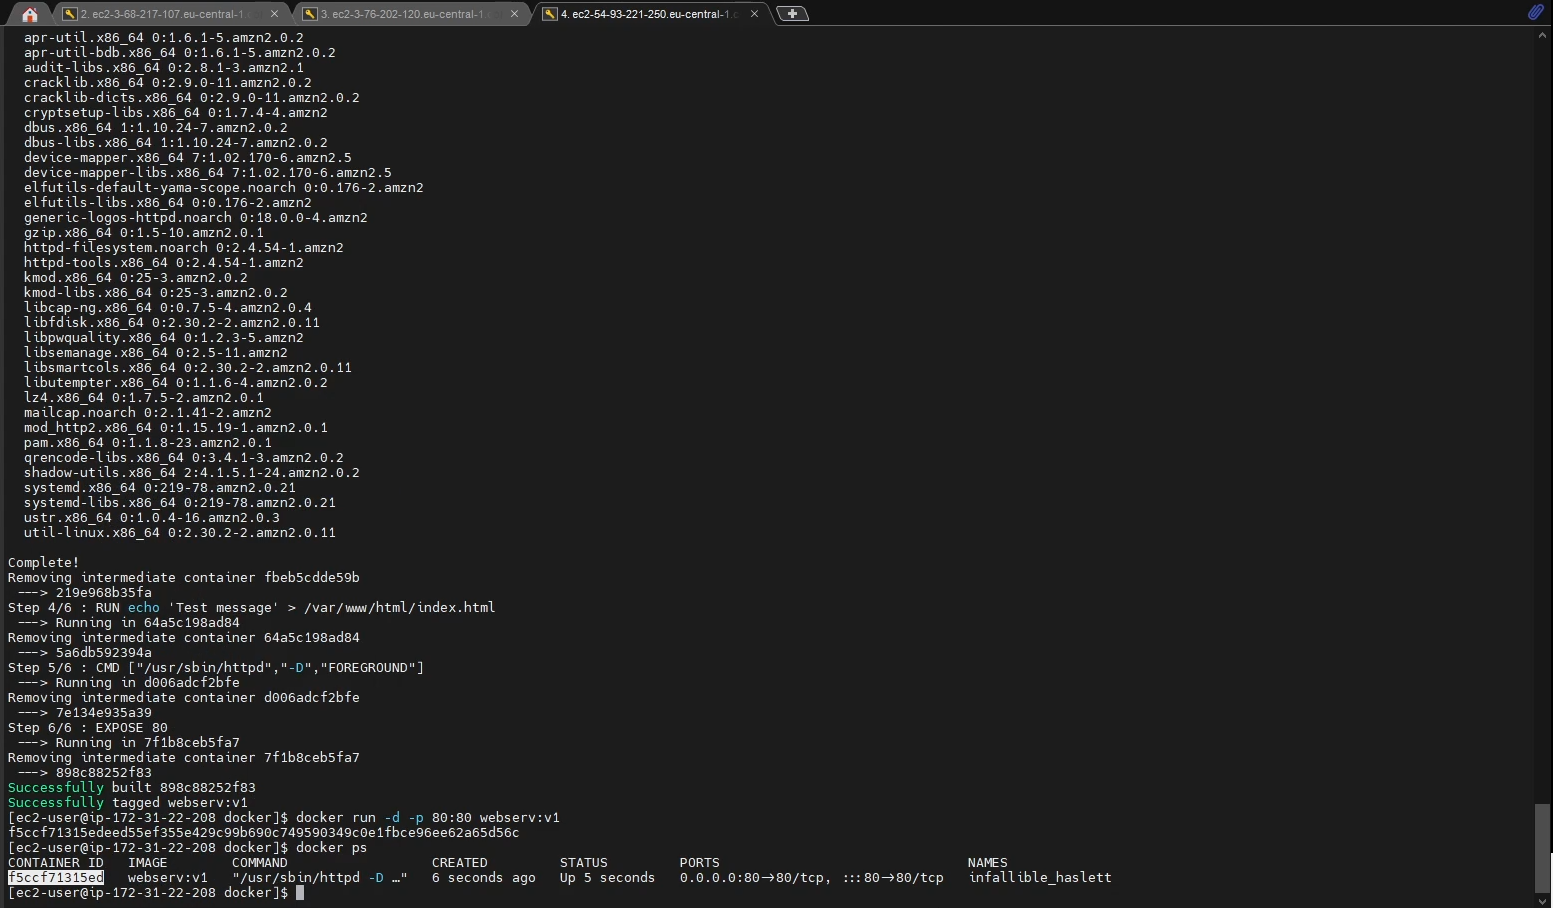 2. ec2-3-68-217-107.eu-central-1
3. ec2-3-76-202-120.eu-central-1
4. ec2-54-93-221-250.eu-central-1.
apr-util.x86_64 0:1.6.1-5.amzn2.0.2
apr-util-bdb.x86_64 0:1.6.1-5.amzn2.0.2
audit-libs.x86_64 0:2.8.1-3.amzn2.1
cracklib.x86_64 0:2.9.0-11.amzn2.0.2
cracklib-dicts.x86_64 0:2.9.0-11.amzn2.0.2
cryptsetup-libs.x86_64 0:1.7.4-4.amzn2
dbus.x86_64 1:1.10.24-7.amzn2.0.2
dbus-libs.x86_64 1:1.10.24-7.amzn2.0.2
device-mapper.x86_64 7:1.02.170-6.amzn2.5
device-mapper-libs.x86_64 7:1.02.170-6.amzn2.5
elfutils-default-yama-scope.noarch 0:0.176-2.amzn2
elfutils-libs.x86_64 0:0.176-2.amzn2
generic-logos-httpd.noarch 0:18.0.0-4.amzn2
gzip.x86_64 0:1.5-10.amzn2.0.1
httpd-filesystem.noarch 0:2.4.54-1.amzn2
httpd-tools.x86_64 0:2.4.54-1.amzn2
kmod.x86_64 0:25-3.amzn2.0.2
kmod-libs.x86_64 0:25-3.amzn2.0.2
libcap-ng.x86_64 0:0.7.5-4.amzn2.0.4
libfdisk.x86_64 0:2.30.2-2.amzn2.0.11
libpwquality.x86_64 0:1.2.3-5.amzn2
libsemanage.x86_64 0:2.5-11.amzn2
libsmartcols.x86_64 0:2.30.2-2.amzn2.0.11
libutempter.x86_64 0:1.1.6-4.amzn2.0.2
lz4.x86_64 0:1.7.5-2.amzn2.0.1
mailcap.noarch 0:2.1.41-2.amzn2
mod_http2.x86_64 0:1.15.19-1.amzn2.0.1
pam.x86_64 0:1.1.8-23.amzn2.0.1
qrencode-libs.x86_64 0:3.4.1-3.amzn2.0.2
shadow-utils.x86_64 2:4.1.5.1-24.amzn2.0.2
systemd.x86_64 0:219-78.amzn2.0.21
systemd-libs.x86_64 0:219-78.amzn2.0.21
ustr.x86_64 0:1.0.4-16.amzn2.0.3
util-linux.x86_64 0:2.30.2-2.amzn2.0.11
Complete!
Removing intermediate container fbeb5cdde59b
---> 219e968b35fa
Step 4/6 : RUN echo 'Test message' > /var/www/html/index.html
---> Running in 64a5c198ad84
Removing intermediate container 64a5c198ad84
---> 5a6db592394a
Step 5/6 : CMD ["/usr/sbin/httpd","-D","FOREGROUND"]
---> Running in d006adcf2bfe
Removing intermediate container d006adcf2bfe
---> 7e134e935a39
Step 6/6 : EXPOSE 80
---> Running in 7f1b8ceb5fa7
Removing intermediate container 7f1b8ceb5fa7
---> 898c88252f83
Successfully built 898c88252f83
Successfully tagged webserv:v1
[ec2-user@ip-172-31-22-208 docker]$ docker run -d -p 80:80 webserv:v1
f5ccf71315edeed55ef355e429c99b690c749590349c0e1fbce96ee62a65d56c
[ec2-user@ip-172-31-22-208 docker]$ docker ps
CONTAINER ID IMAGE COMMAND CREATED STATUS PORTS NAMES
f5ccf71315ed webserv:v1 "/usr/sbin/httpd -D …" 6 seconds ago Up 5 seconds 0.0.0.0:80->80/tcp, :::80->80/tcp infallible_haslett
[ec2-user@ip-172-31-22-208 docker]$